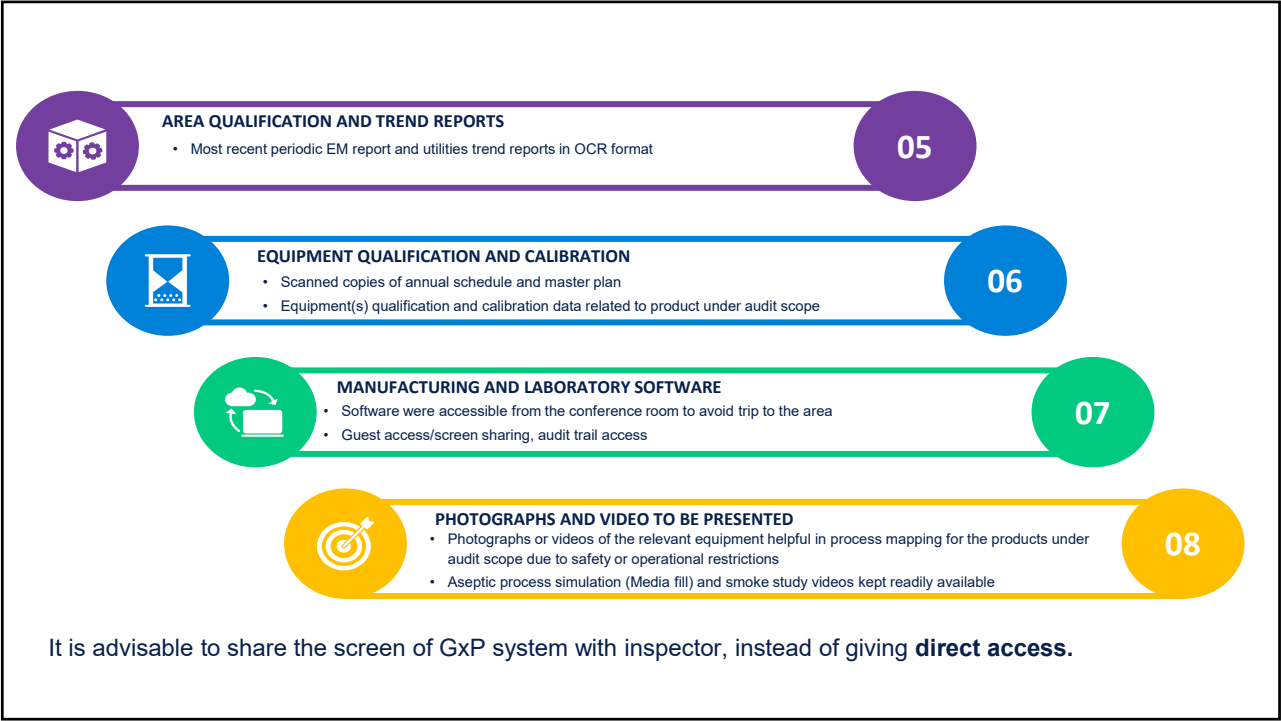 AREA QUALIFICATION AND TREND REPORTS
• Most recent periodic EM report and utilities trend reports in OCR format
05
EQUIPMENT QUALIFICATION AND CALIBRATION
• Scanned copies of annual schedule and master plan
• Equipment(s) qualification and calibration data related to product under audit scope
06
MANUFACTURING AND LABORATORY SOFTWARE
• Software were accessible from the conference room to avoid trip to the area
• Guest access/screen sharing, audit trail access
07
PHOTOGRAPHS AND VIDEO TO BE PRESENTED
• Photographs or videos of the relevant equipment helpful in process mapping for the products under
audit scope due to safety or operational restrictions
• Aseptic process simulation (Media fill) and smoke study videos kept readily available
08
It is advisable to share the screen of GxP system with inspector, instead of giving direct access.